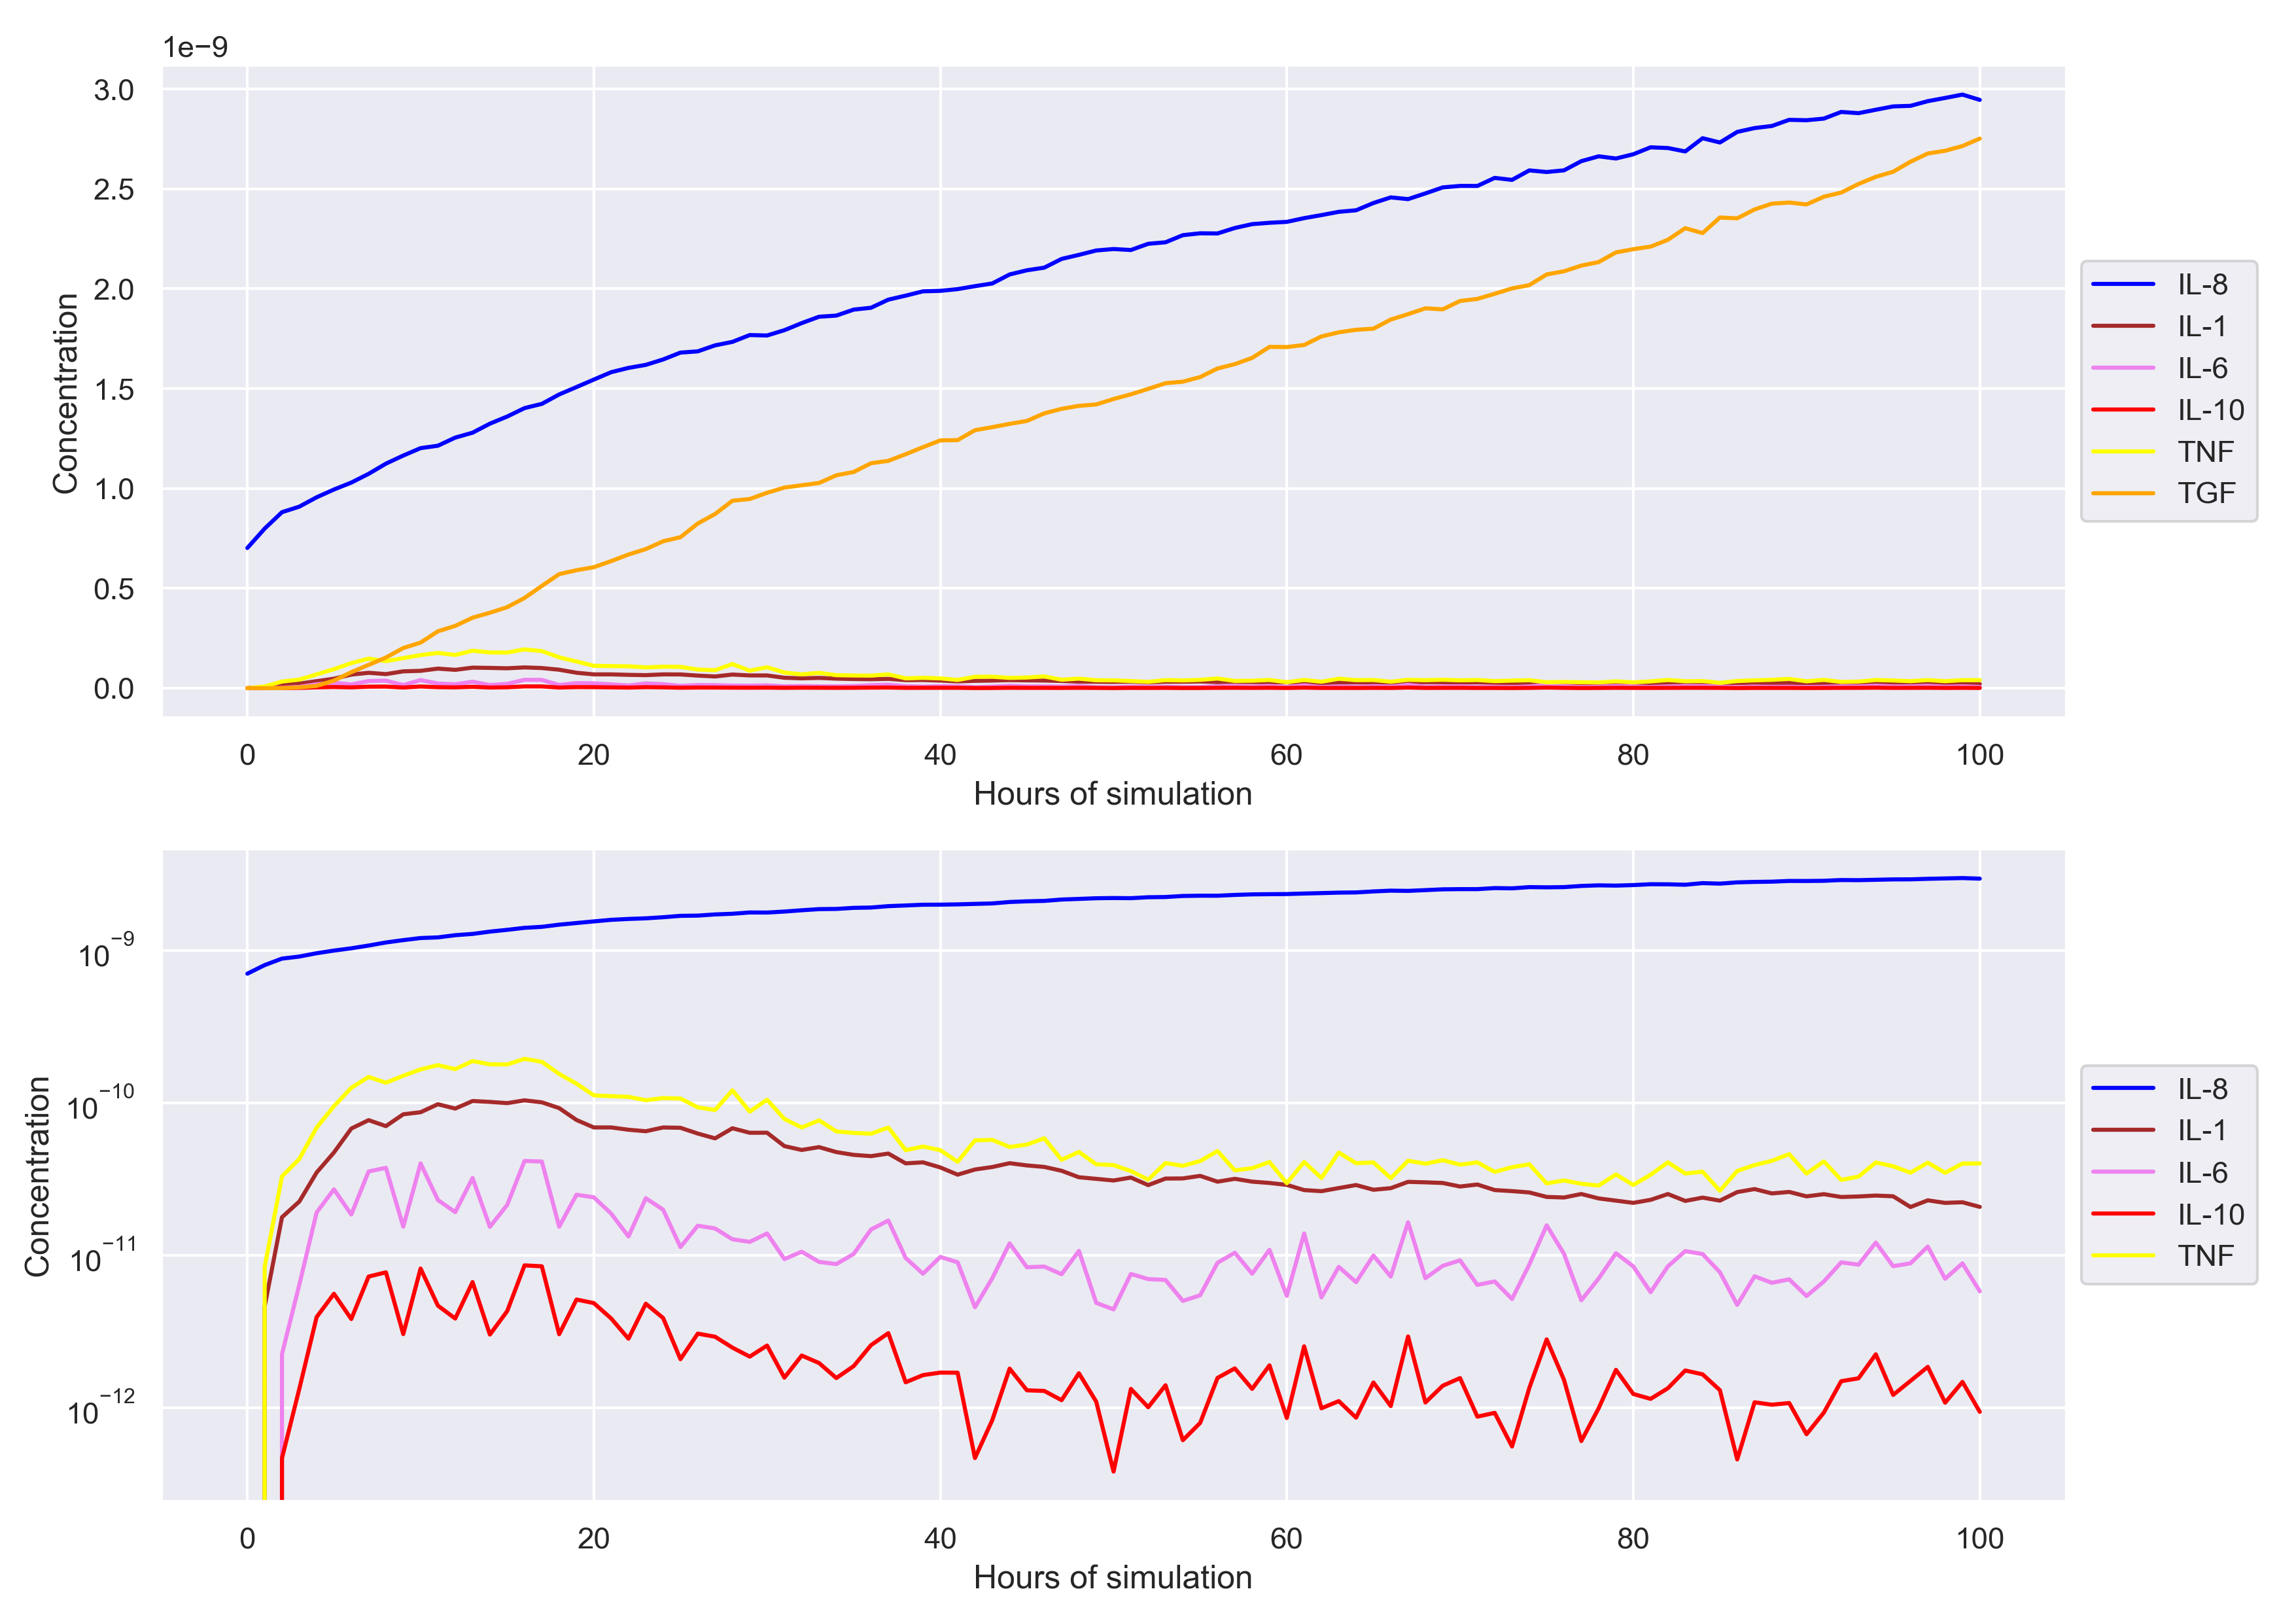 1e−9
3.0
2.5
2.0
1.5
1.0
0.5
0.0
Concentration
0 20 40 60 80 100
Hours of simulation
IL-8
IL-1
IL-6
IL-10
TNF
TGF
10⁻⁹
10⁻¹⁰
10⁻¹¹
10⁻¹²
Concentration
0 20 40 60 80 100
Hours of simulation
IL-8
IL-1
IL-6
IL-10
TNF